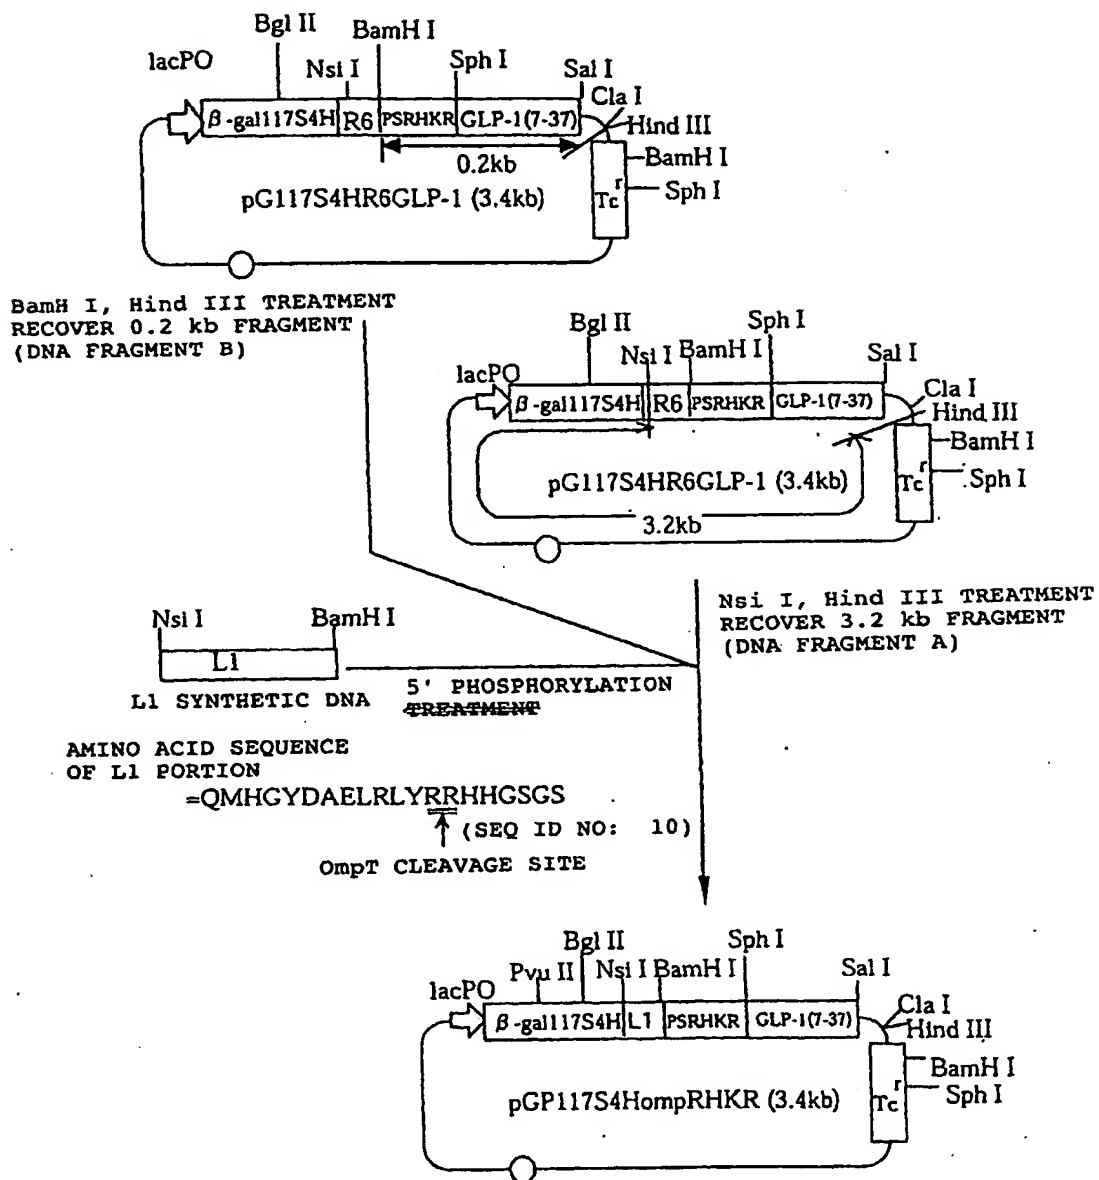 Bgl II
BamH I
lacPO
Nsi I
Sph I
Sal I
Cla I
β-gal117S4H R6 PSRHKR GLP-1(7-37)
Hind III
BamH I
0.2kb
Tc r
Sph I
pG117S4HR6GLP-1 (3.4kb)
BamH I, Hind III TREATMENT
RECOVER 0.2 kb FRAGMENT
(DNA FRAGMENT B)
Bgl II
Sph I
Nsi I
BamH I
Sal I
lacPO
Cla I
β-gal117S4H R6 PSRHKR GLP-1(7-37)
Hind III
BamH I
Tc r
Sph I
pG117S4HR6GLP-1 (3.4kb)
3.2kb
Nsi I, Hind III TREATMENT
RECOVER 3.2 kb FRAGMENT
(DNA FRAGMENT A)
Nsi I
BamH I
L1
L1 SYNTHETIC DNA
5' PHOSPHORYLATION
TREATMENT
AMINO ACID SEQUENCE
OF L1 PORTION
=QMHGYDAELRLYRRHHGSGS
(SEQ ID NO: 10)
OmpT CLEAVAGE SITE
Bgl II
Sph I
Pvu II
Nsi I
BamH I
Sal I
lacPO
Cla I
β-gal117S4H L1 PSRHKR GLP-1(7-37)
Hind III
BamH I
Tc r
Sph I
pGP117S4HompRHKR (3.4kb)